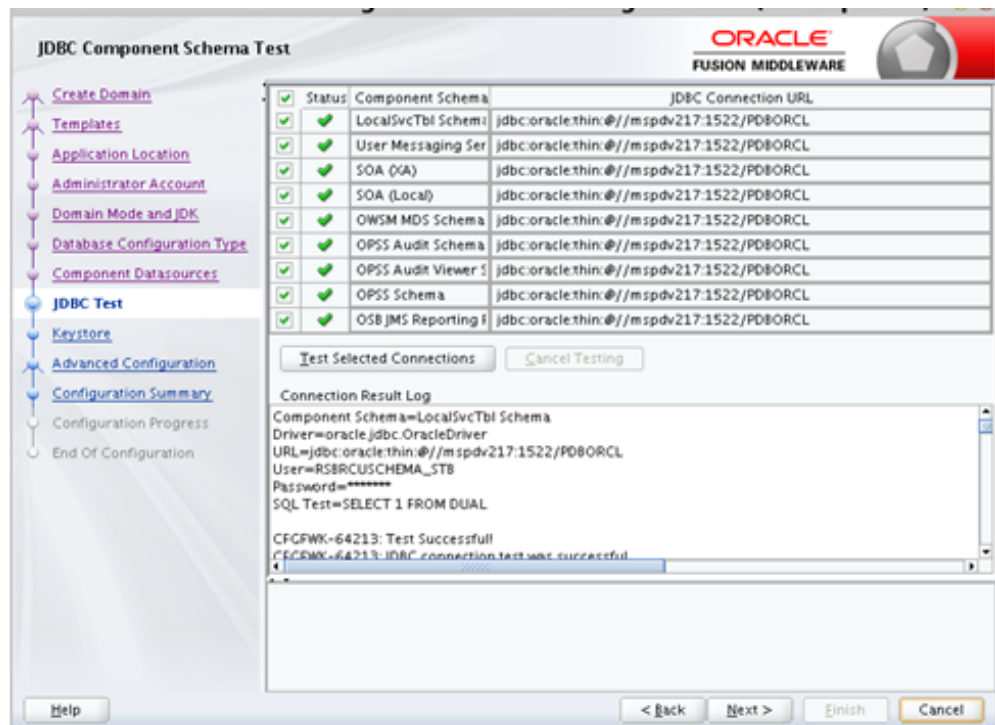 JDBC Component Schema Test
ORACLE
FUSION MIDDLEWARE
Create Domain
Templates
Application Location
Administrator Account
Domain Mode and JDK
Database Configuration Type
Component Datasources
JDBC Test
Keystore
Advanced Configuration
Configuration Summary
Configuration Progress
End Of Configuration
Status Component Schema JDBC Connection URL
LocalSvcTbl Schema jdbc:oracle:thin:@//mspdv217:1522/PDBORCL
User Messaging Ser jdbc:oracle:thin:@//mspdv217:1522/PDBORCL
SOA (XA) jdbc:oracle:thin:@//mspdv217:1522/PDBORCL
SOA (Local) jdbc:oracle:thin:@//mspdv217:1522/PDBORCL
OWSM MDS Schema jdbc:oracle:thin:@//mspdv217:1522/PDBORCL
OPSS Audit Schema jdbc:oracle:thin:@//mspdv217:1522/PDBORCL
OPSS Audit Viewer S jdbc:oracle:thin:@//mspdv217:1522/PDBORCL
OPSS Schema jdbc:oracle:thin:@//mspdv217:1522/PDBORCL
OSB JMS Reporting P jdbc:oracle:thin:@//mspdv217:1522/PDBORCL
Test Selected Connections Cancel Testing
Connection Result Log
Component Schema=LocalSvcTbl Schema
Driver=oracle.jdbc.OracleDriver
URL=jdbc:oracle:thin:@//mspdv217:1522/PDBORCL
User=RSBRCUSCHEMA_STB
Password=*******
SQL Test=SELECT 1 FROM DUAL
CFGFWK-64213: Test Successful!
CFGFWK-64213: JDBC connection test was successful
Help
< Back Next > Finish Cancel